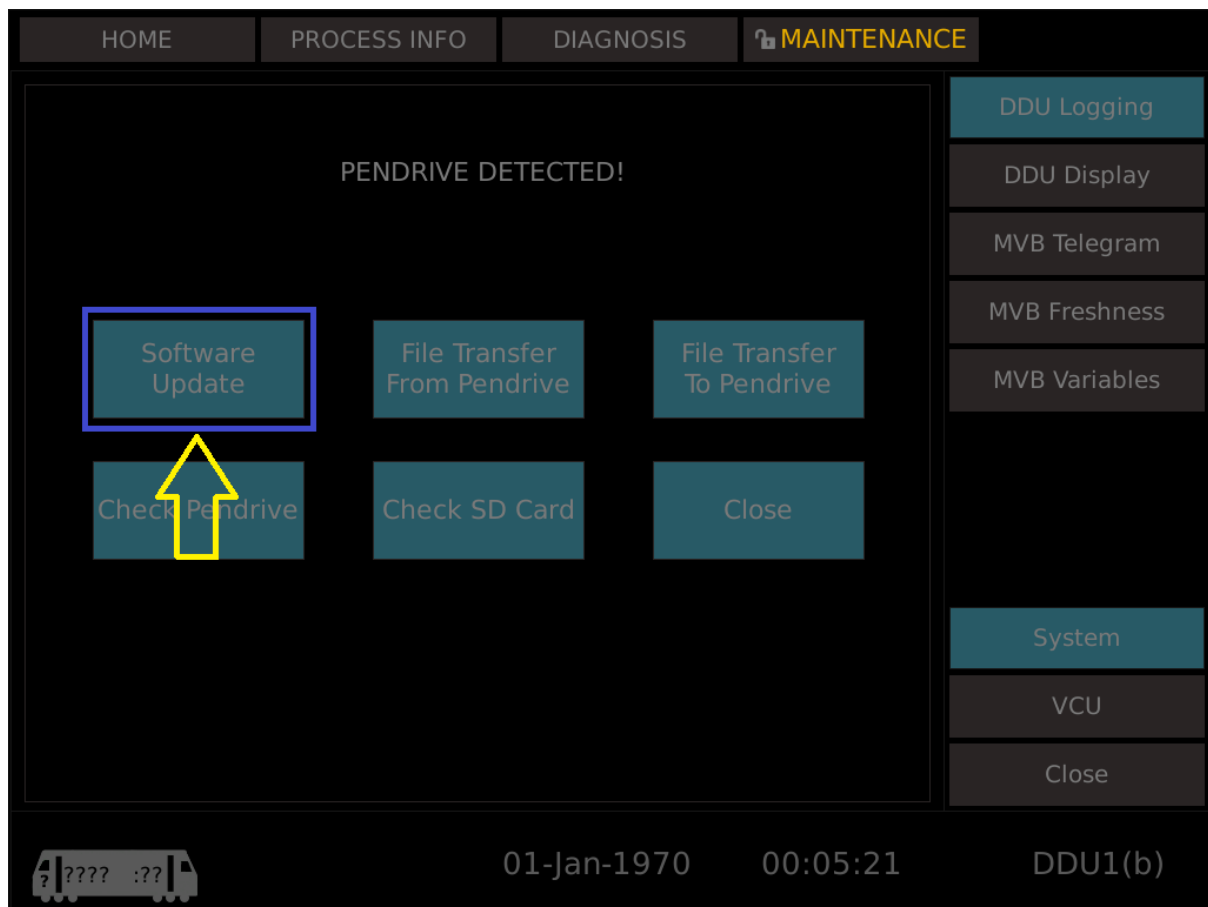 HOME PROCESS INFO DIAGNOSIS MAINTENANCE
PENDRIVE DETECTED!
Software
Update
File Transfer
From Pendrive
File Transfer
To Pendrive
Check Pendrive
Check SD Card
Close
DDU Logging
DDU Display
MVB Telegram
MVB Freshness
MVB Variables
System
VCU
Close
? ???? :??
01-Jan-1970 00:05:21 DDU1(b)